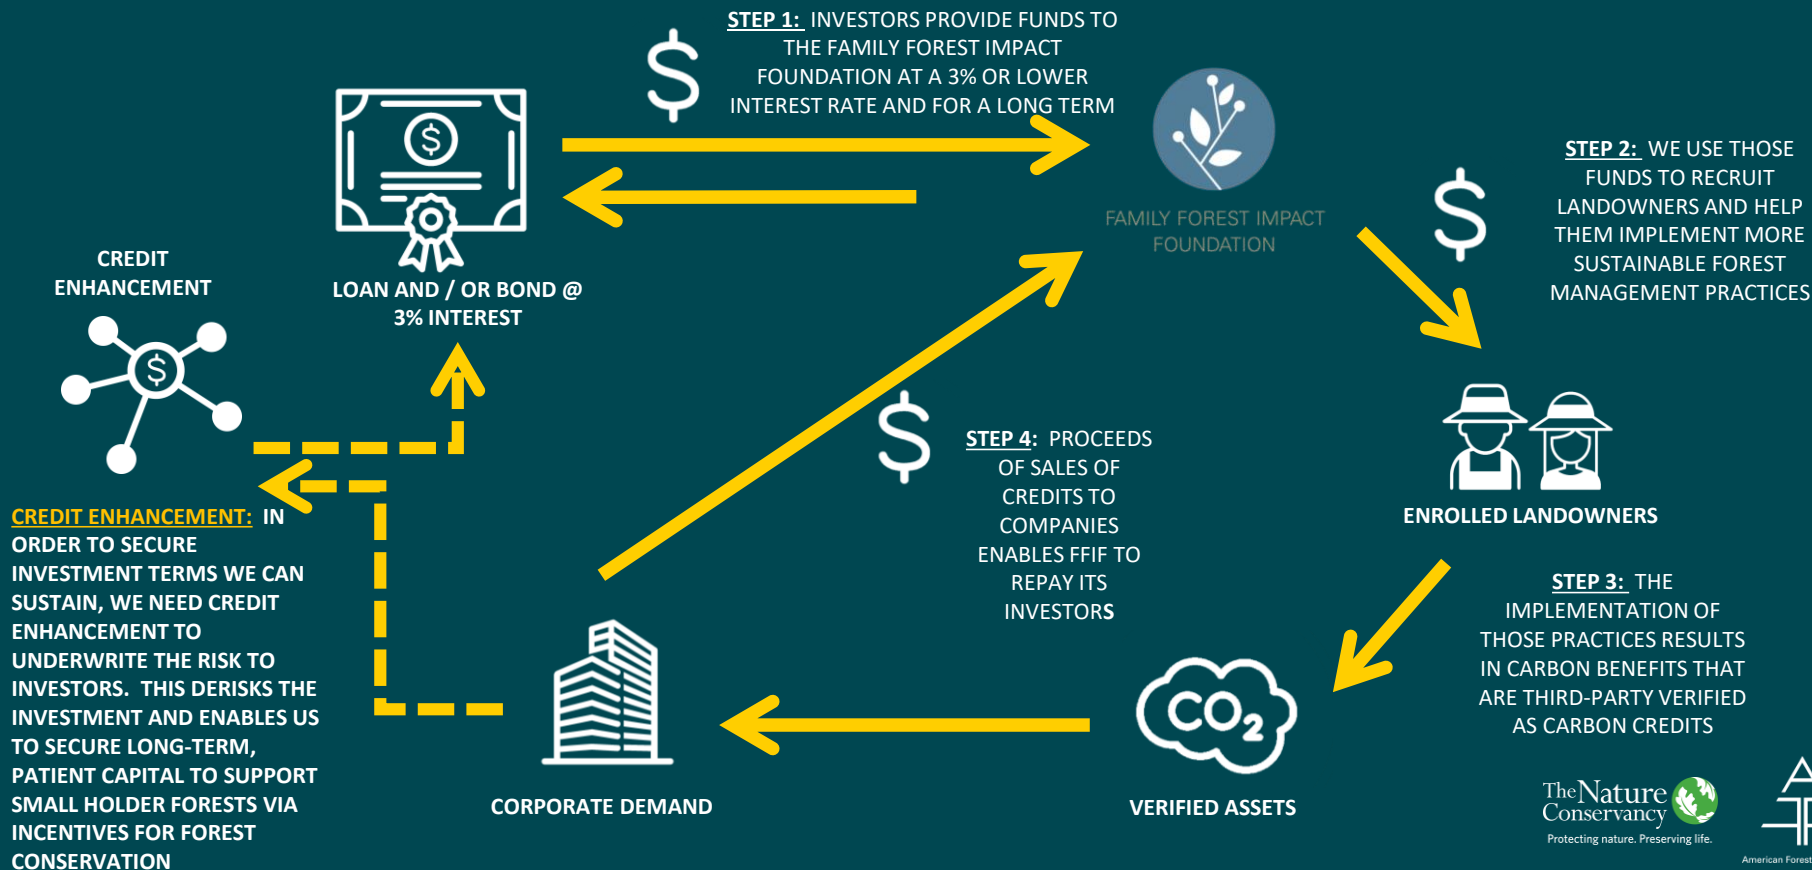 STEP 1: INVESTORS PROVIDE FUNDS TO
THE FAMILY FOREST IMPACT
FOUNDATION AT A 3% OR LOWER
INTEREST RATE AND FOR A LONG TERM
$
$
LOAN AND / OR BOND @
3% INTEREST
FAMILY FOREST IMPACT
FOUNDATION
$
STEP 2: WE USE THOSE
FUNDS TO RECRUIT
LANDOWNERS AND HELP
THEM IMPLEMENT MORE
SUSTAINABLE FOREST
MANAGEMENT PRACTICES
CREDIT
ENHANCEMENT
$
CREDIT ENHANCEMENT: IN
ORDER TO SECURE
INVESTMENT TERMS WE CAN
SUSTAIN, WE NEED CREDIT
ENHANCEMENT TO
UNDERWRITE THE RISK TO
INVESTORS. THIS DERISKS THE
INVESTMENT AND ENABLES US
TO SECURE LONG-TERM,
PATIENT CAPITAL TO SUPPORT
SMALL HOLDER FORESTS VIA
INCENTIVES FOR FOREST
CONSERVATION
$
STEP 4: PROCEEDS
OF SALES OF
CREDITS TO
COMPANIES
ENABLES FFIF TO
REPAY ITS
INVESTORS
ENROLLED LANDOWNERS
STEP 3: THE
IMPLEMENTATION OF
THOSE PRACTICES RESULTS
IN CARBON BENEFITS THAT
ARE THIRD-PARTY VERIFIED
AS CARBON CREDITS
CO2
CORPORATE DEMAND
VERIFIED ASSETS
The Nature
Conservancy
Protecting nature. Preserving life.
American Forest